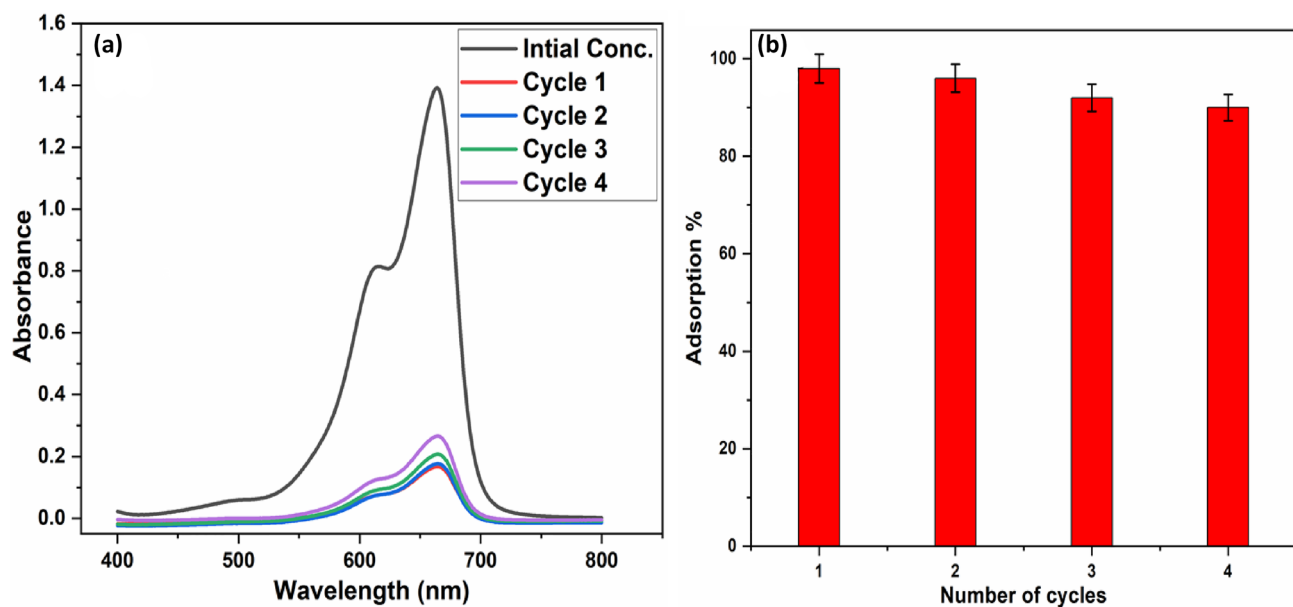 (a)
Intial Conc.
Cycle 1
Cycle 2
Cycle 3
Cycle 4
1.6
1.4
1.2
1.0
0.8
0.6
0.4
0.2
0.0
Absorbance
400 500 600 700 800
Wavelength (nm)
(b)
100
80
60
40
20
0
Adsorption %
1 2 3 4
Number of cycles